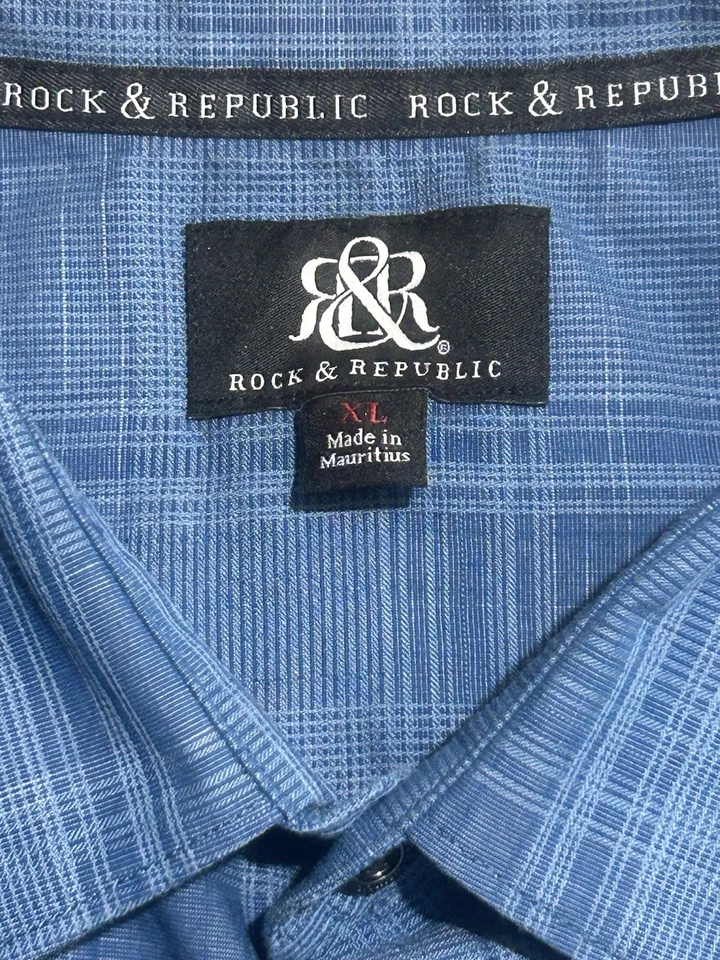 ROCK & REPUBLIC ROCK & REPUB
R&R
®
ROCK & REPUBLIC
XL
Made in
Mauritius